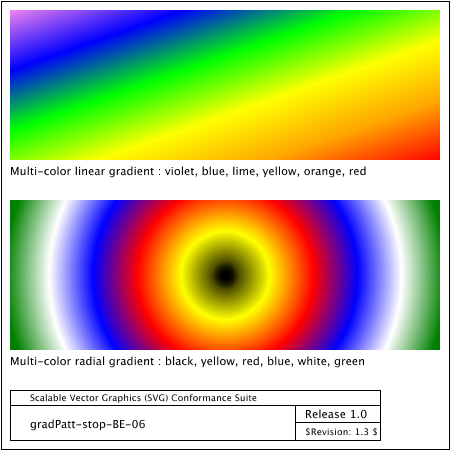 Multi-color linear gradient : violet, blue, lime, yellow, orange, red
Multi-color radial gradient : black, yellow, red, blue, white, green
Scalable Vector Graphics (SVG) Conformance Suite
gradPatt-stop-BE-06
Release 1.0
$Revision: 1.3 $